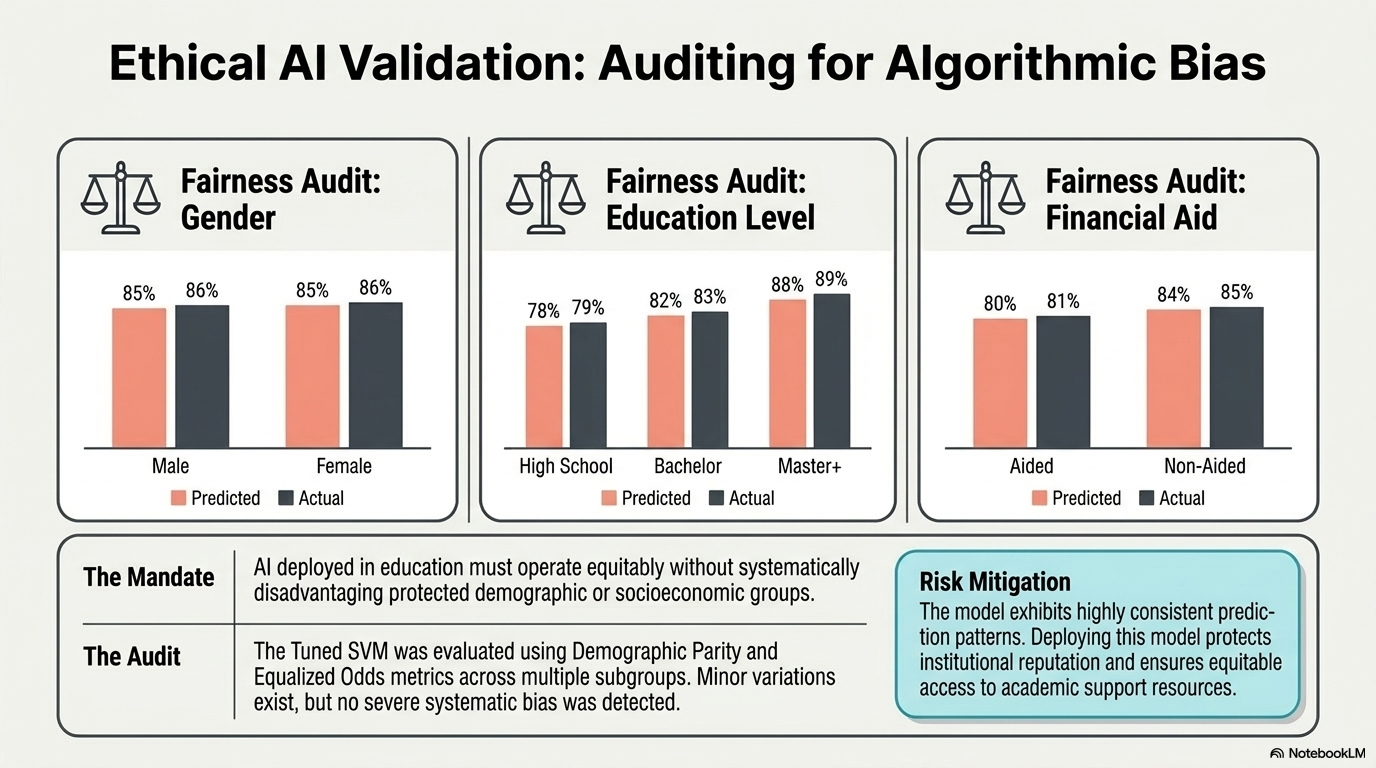 Ethical AI Validation: Auditing for Algorithmic Bias
Fairness Audit:
Gender
85%
86%
85%
86%
Male
Female
Predicted
Actual
Fairness Audit:
Education Level
78%
79%
82%
83%
88%
89%
High School
Bachelor
Master+
Predicted
Actual
Fairness Audit:
Financial Aid
80%
81%
84%
85%
Aided
Non-Aided
Predicted
Actual
The Mandate
AI deployed in education must operate equitably without systematically
disadvantaging protected demographic or socioeconomic groups.
The Audit
The Tuned SVM was evaluated using Demographic Parity and
Equalized Odds metrics across multiple subgroups. Minor variations
exist, but no severe systematic bias was detected.
Risk Mitigation
The model exhibits highly consistent predic-
tion patterns. Deploying this model protects
institutional reputation and ensures equitable
access to academic support resources.
NotebookLM